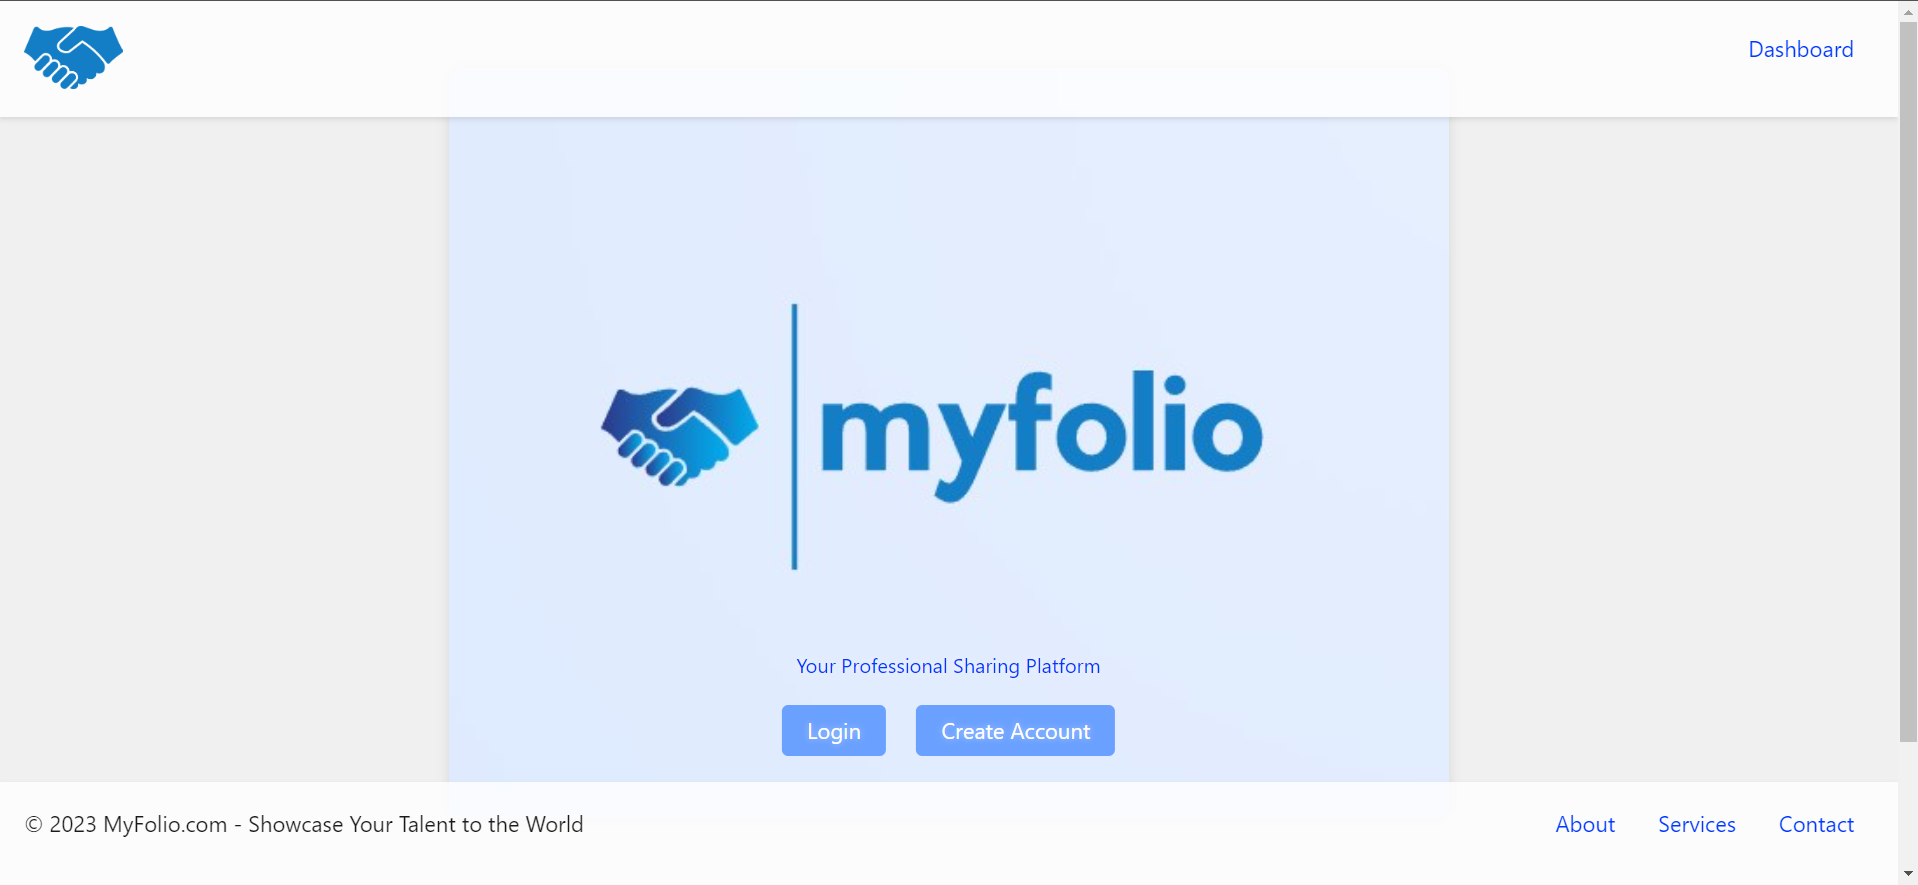 Dashboard
myfolio
Your Professional Sharing Platform
Login
Create Account
© 2023 MyFolio.com - Showcase Your Talent to the World
About
Services
Contact